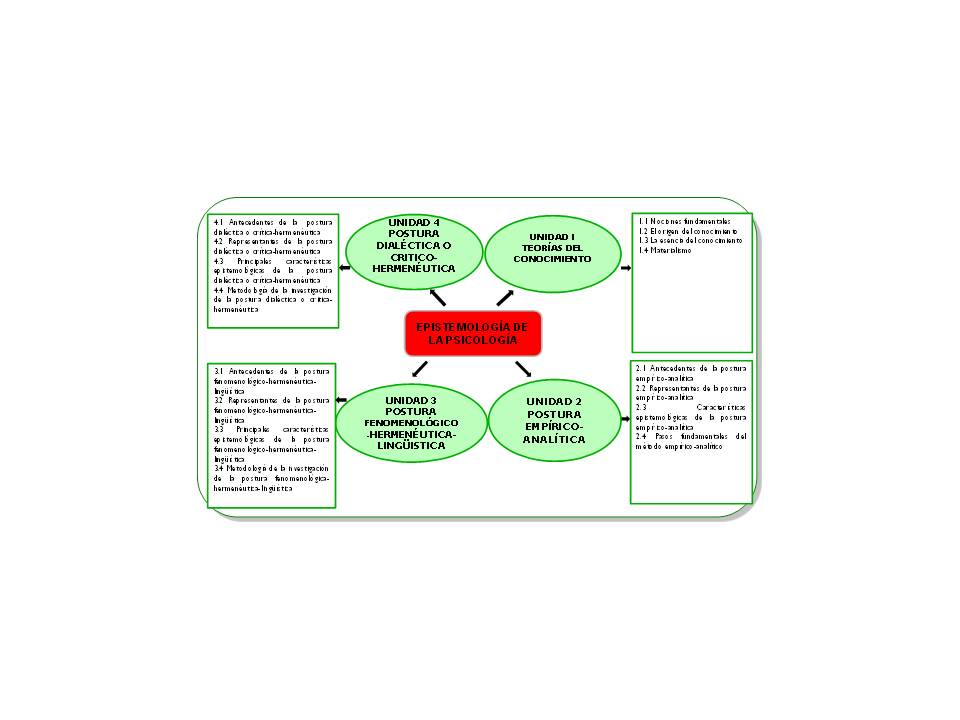 UNIDAD 4
POSTURA
DIALÉCTICA O
CRITICO-
HERMENÉUTICA
UNIDAD I
TEORÍAS DEL
CONOCIMIENTO
4.1 Antecedentes de la postura
dialéctica o crítica-hermenéutica
4.2 Representantes de la postura
dialéctica o crítica-hermenéutica
4.3 Principales características
epistemológicas de la postura
dialéctica o crítica-hermenéutica
4.4 Metodología de la investigación
de la postura dialéctica o crítica-
hermenéutica
1.1 Nociones fundamentales
1.2 El origen del conocimiento
1.3 La esencia del conocimiento
1.4 Materialismo
EPISTEMOLOGÍA DE
LA PSICOLOGÍA
3.1 Antecedentes de la postura
fenomenológico-hermenéutica-
lingüística
3.2 Representantes de la postura
fenomenológico-hermenéutica-
lingüística
3.3 Principales características
epistemológicas de la postura
fenomenológico-hermenéutica-
lingüística
3.4 Metodología de la investigación
de la postura fenomenológica-
hermenéutica- lingüística
UNIDAD 3
POSTURA
FENOMENOLÓGICO
-HERMENÉUTICA-
LINGÜISTICA
UNIDAD 2
POSTURA
EMPÍRICO-
ANALÍTICA
2.1 Antecedentes de la postura
empírico-analítica
2.2 Representantes de la postura
empírico-analítica
2.3 Características
epistemológicas de la postura
empírico-analítica
2.4 Pasos fundamentales del
método empírico-analítico